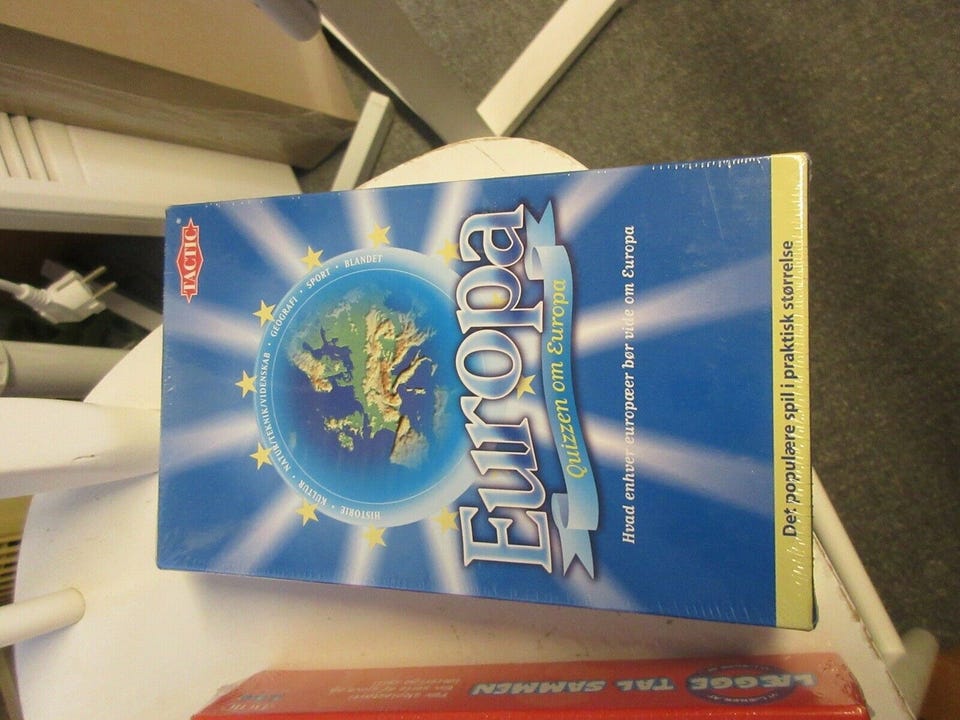 TACTIC
HISTORIE · KULTUR · NATUR/TEKNIK/VIDENSKAB · GEOGRAFI · SPORT · BLANDET
Europa
Quizzen om Europa
Hvad enhver europæer bør vide om Europa
Det populære spil i praktisk størrelse
LÆGGE TAL SAMMEN